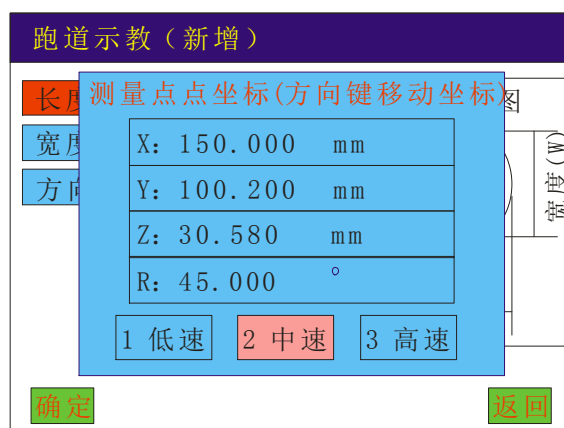 跑道示教（新增）
测量点点坐标(方向键移动坐标)
长度
图
宽度
X: 150.000 mm
方向
Y: 100.200 mm
Z: 30.580 mm
R: 45.000 °
宽度(W)
1 低速 2 中速 3 高速
确定 返回